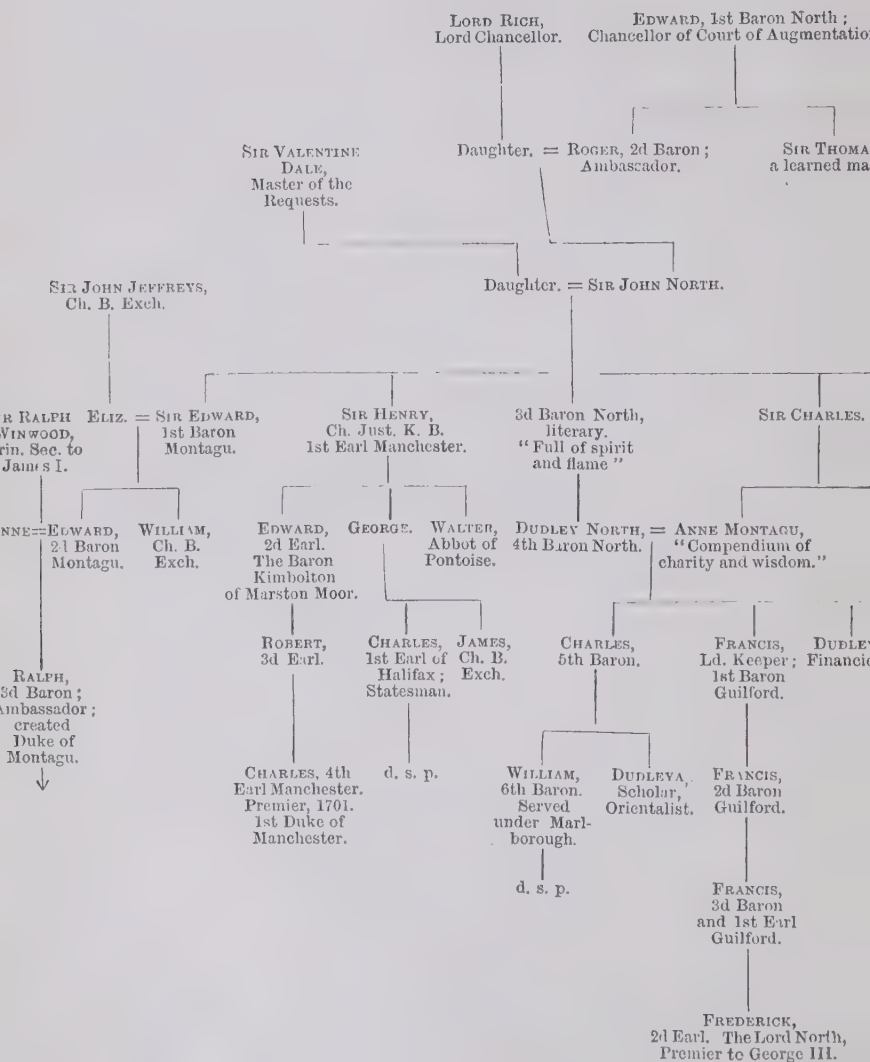 LORD RICH,
Lord Chancellor.
EDWARD, 1st Baron North ;
Chancellor of Court of Augmentation
SIR VALENTINE
DALE,
Master of the
Requests.
Daughter. = ROGER, 2d Baron ;
Ambassador.
SIR THOMA
a learned ma
SIR JOHN JEFFREYS,
Ch. B. Exch.
Daughter. = SIR JOHN NORTH.
R RALPH
WINWOOD,
rin. Sec. to
James I.
ELIZ. = SIR EDWARD,
1st Baron
Montagu.
SIR HENRY,
Ch. Just. K. B.
1st Earl Manchester.
3d Baron North,
literary.
“ Full of spirit
and flame ”
SIR CHARLES.
NNE==EDWARD,
2d Baron
Montagu.
WILLIAM,
Ch. B.
Exch.
EDWARD,
2d Earl.
The Baron
Kimbolton
of Marston Moor.
GEORGE.
WALTER,
Abbot of
Pontoise.
DUDLEY NORTH, = ANNE MONTAGU,
4th Baron North.
“Compendium of
charity and wisdom.”
RALPH,
3d Baron ;
Ambassador ;
created
Duke of
Montagu.
ROBERT,
3d Earl.
CHARLES,
1st Earl of
Halifax ;
Statesman.
JAMES,
Ch. B.
Exch.
CHARLES,
5th Baron.
FRANCIS,
Ld. Keeper ;
1st Baron
Guilford.
DUDLEY
Financie
CHARLES, 4th
Earl Manchester.
Premier, 1701.
1st Duke of
Manchester.
d. s. p.
WILLIAM,
6th Baron.
Served
under Marl-
borough.
DUDLEYA,
Scholar,
Orientalist.
FRANCIS,
2d Baron
Guilford.
d. s. p.
FRANCIS,
3d Baron
and 1st Earl
Guilford.
FREDERICK,
2d Earl. The Lord North,
Premier to George III.